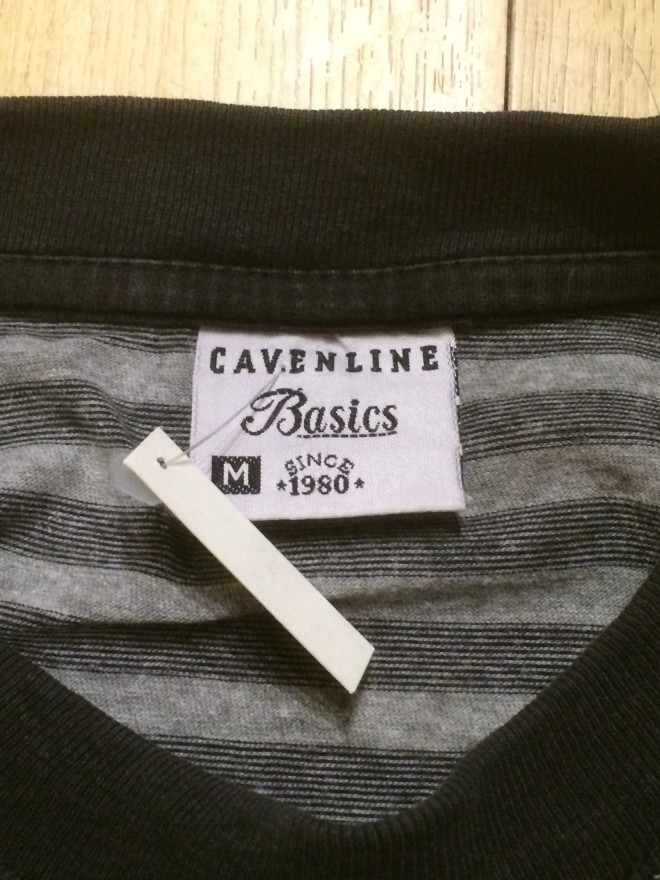 CAVENLINE
Basics
M
SINCE
*1980*